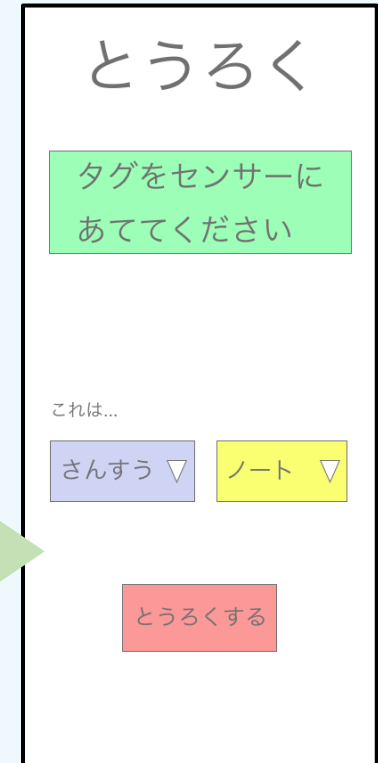 とうろく
タグをセンサーに
あててください
これは...
さんすう ▽ ノート ▽
とうろくする